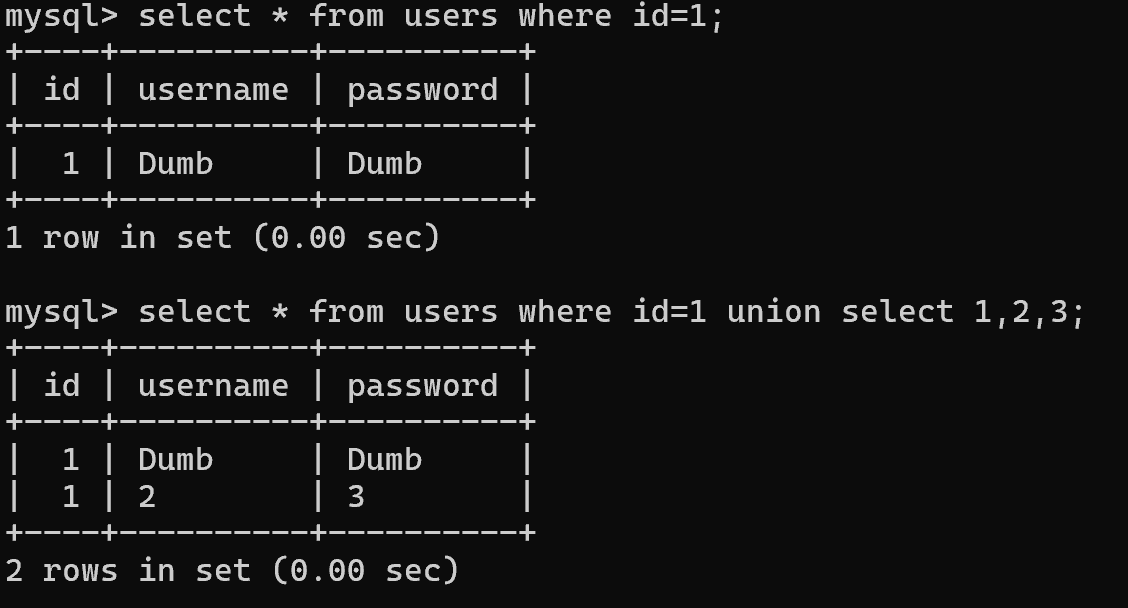 mysql> select * from users where id=1;
+----+----------+----------+
| id | username | password |
+----+----------+----------+
|  1 | Dumb     | Dumb     |
+----+----------+----------+
1 row in set (0.00 sec)
mysql> select * from users where id=1 union select 1,2,3;
+----+----------+----------+
| id | username | password |
+----+----------+----------+
|  1 | Dumb     | Dumb     |
|  1 | 2        | 3        |
+----+----------+----------+
2 rows in set (0.00 sec)